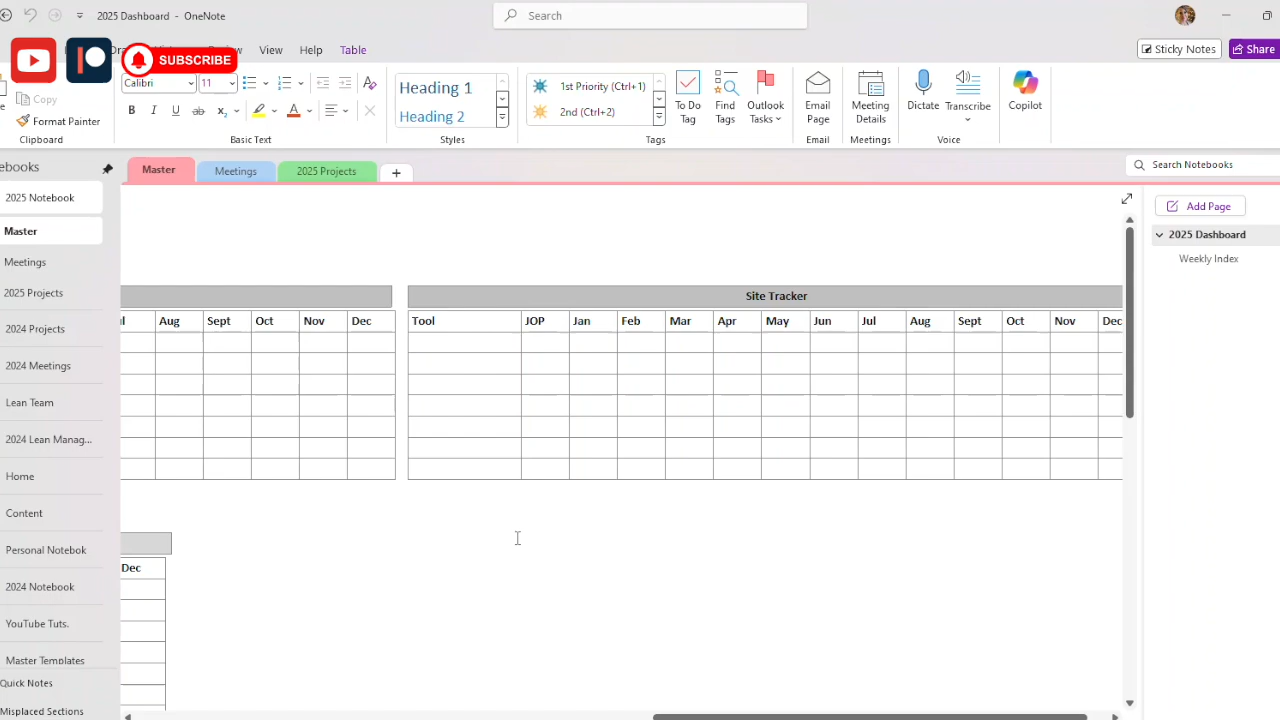 2025 Dashboard - OneNote
Search
View Help Table
SUBSCRIBE
Sticky Notes
Share
Copy
Format Painter
Clipboard
Calibri 11
B I U ab x₂ A
Basic Text
Heading 1
Heading 2
Styles
1st Priority (Ctrl+1)
2nd (Ctrl+2)
To Do Tag
Find Tags
Outlook Tasks
Tags
Email Page
Email
Meeting Details
Meetings
Dictate
Transcribe
Voice
Copilot
ebooks
Master
Meetings
2025 Projects
+
Search Notebooks
2025 Notebook
Master
Meetings
2025 Projects
2024 Projects
2024 Meetings
Lean Team
2024 Lean Manag...
Home
Content
Personal Notebok
2024 Notebook
YouTube Tuts.
Master Templates
Quick Notes
Misplaced Sections
Aug Sept Oct Nov Dec
Site Tracker
Tool JOP Jan Feb Mar Apr May Jun Jul Aug Sept Oct Nov Dec
Dec
Add Page
2025 Dashboard
Weekly Index